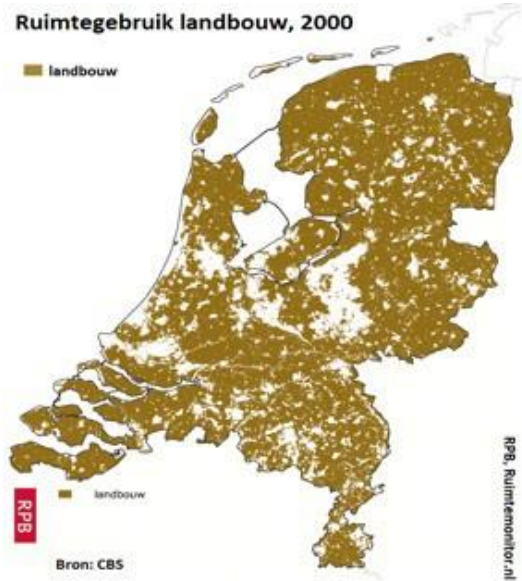 Ruimtegebruik landbouw, 2000
landbouw
RPB, Ruimtemonitor.nl
landbouw
RPB
Bron: CBS